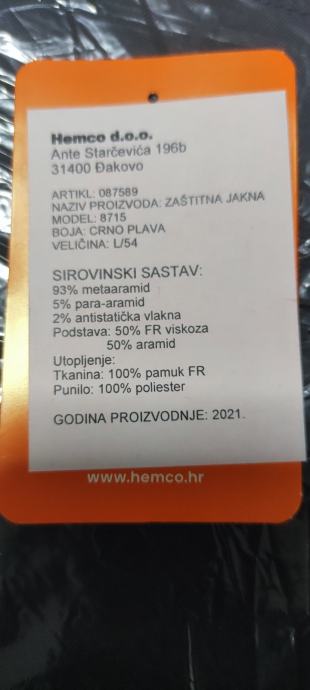 Hemco d.o.o.
Ante Starčevića 196b
31400 Đakovo
ARTIKL: 087589
NAZIV PROIZVODA: ZAŠTITNA JAKNA
MODEL: 8715
BOJA: CRNO PLAVA
VELIČINA: L/54
SIROVINSKI SASTAV:
93% metaaramid
5% para-aramid
2% antistatička vlakna
Podstava: 50% FR viskoza
50% aramid
Utopljenje:
Tkanina: 100% pamuk FR
Punilo: 100% poliester
GODINA PROIZVODNJE: 2021.
www.hemco.hr